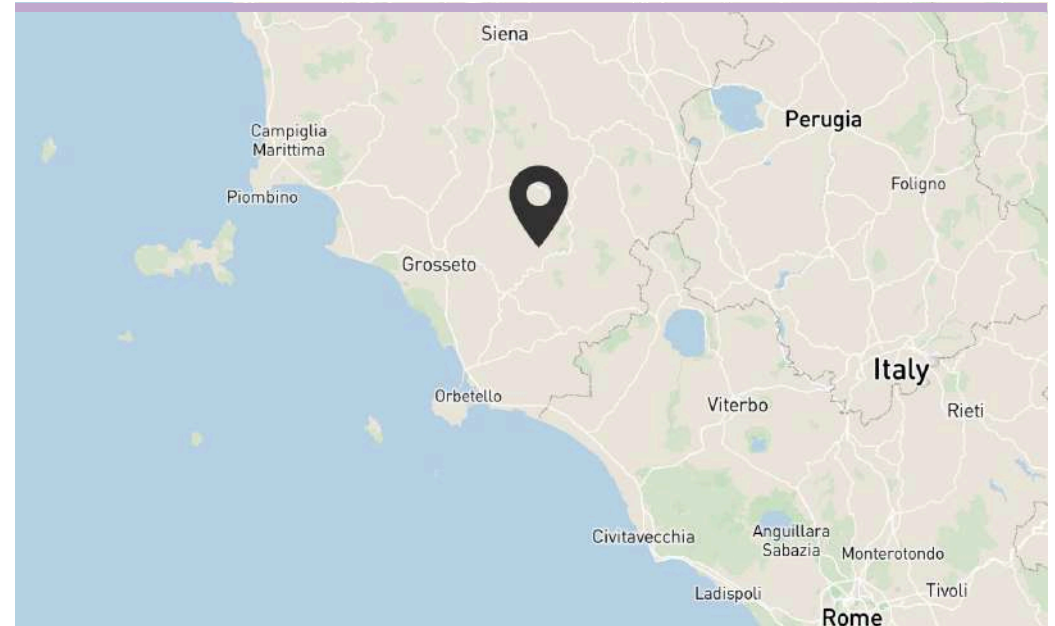 Siena
Perugia
Campiglia
Marittima
Foligno
Piombino
Grosseto
Italy
Orbetello
Viterbo
Rieti
Civitavecchia
Anguillara
Sabazia
Monterotondo
Ladispoli
Tivoli
Rome